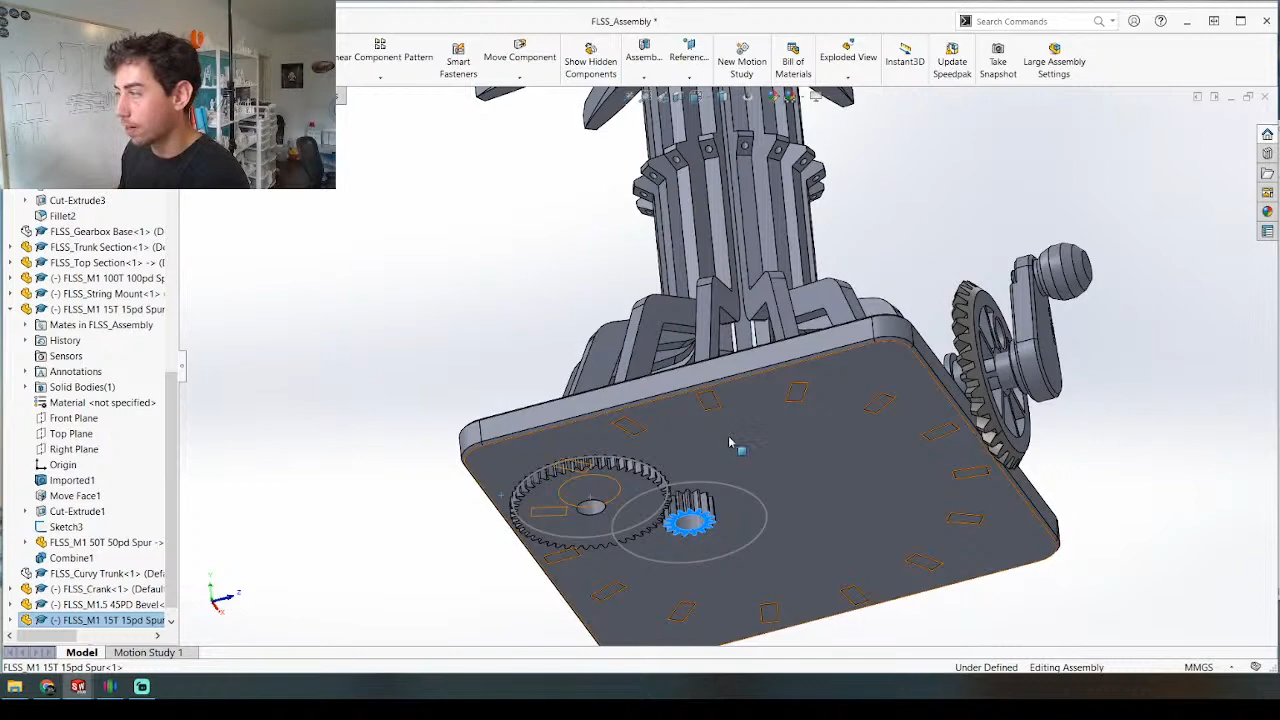 FLSS_Assembly *
Search Commands
near Component Pattern
Smart Fasteners
Move Component
Show Hidden Components
Assemb...
Referenc...
New Motion Study
Bill of Materials
Exploded View
Instant3D
Update Speedpak
Take Snapshot
Large Assembly Settings
Cut-Extrude3
Fillet2
FLSS_Gearbox Base<1> (D
FLSS_Trunk Section<1> (De
FLSS_Top Section<1> -> (D
(-) FLSS_M1 100T 100pd Sp
(-) FLSS_String Mount<1> (
(-) FLSS_M1 15T 15pd Spur
Mates in FLSS_Assembly
History
Sensors
Annotations
Solid Bodies(1)
Material <not specified>
Front Plane
Top Plane
Right Plane
Origin
Imported1
Move Face1
Cut-Extrude1
Sketch3
FLSS_M1 50T 50pd Spur ->
Combine1
FLSS_Curvy Trunk<1> (Defa
(-) FLSS_Crank<1> (Default
(-) FLSS_M1.5 45PD Bevel<
(-) FLSS_M1 15T 15pd Spur
Y
Z
X
Model
Motion Study 1
FLSS_M1 15T 15pd Spur<1>
Under Defined
Editing Assembly
MMGS
SW